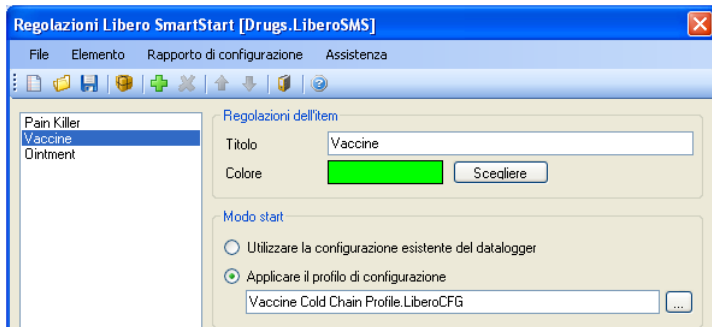 Regolazioni Libero SmartStart [Drugs.LiberoSMS]
File Elemento Rapporto di configurazione Assistenza
Pain Killer
Vaccine
Ointment
Regolazioni dell'item
Titolo Vaccine
Colore Scegliere
Modo start
Utilizzare la configurazione esistente del datalogger
Applicare il profilo di configurazione
Vaccine Cold Chain Profile.LiberoCFG ...